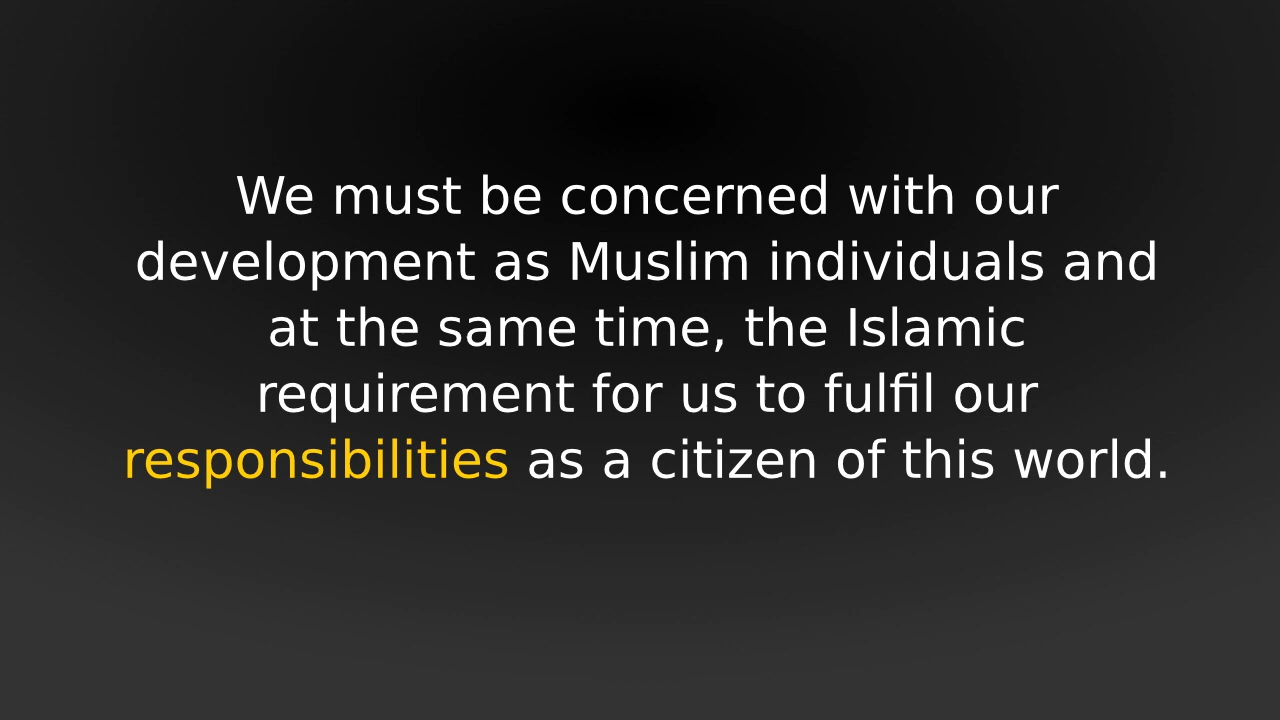 We must be concerned with our
development as Muslim individuals and
at the same time, the Islamic
requirement for us to fulfil our
responsibilities as a citizen of this world.